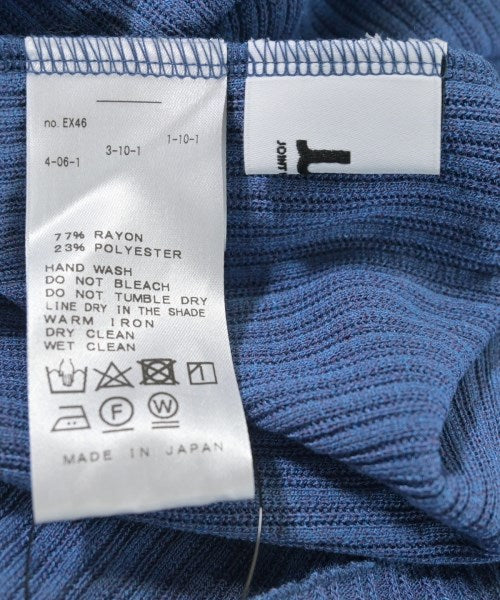 no. EX46
1-10-1
3-10-1
4-06-1
77% RAYON
23% POLYESTER
HAND WASH
DO NOT BLEACH
DO NOT TUMBLE DRY
LINE DRY IN THE SHADE
WARM IRON
DRY CLEAN
WET CLEAN
F
W
MADE IN JAPAN
J
JOINT